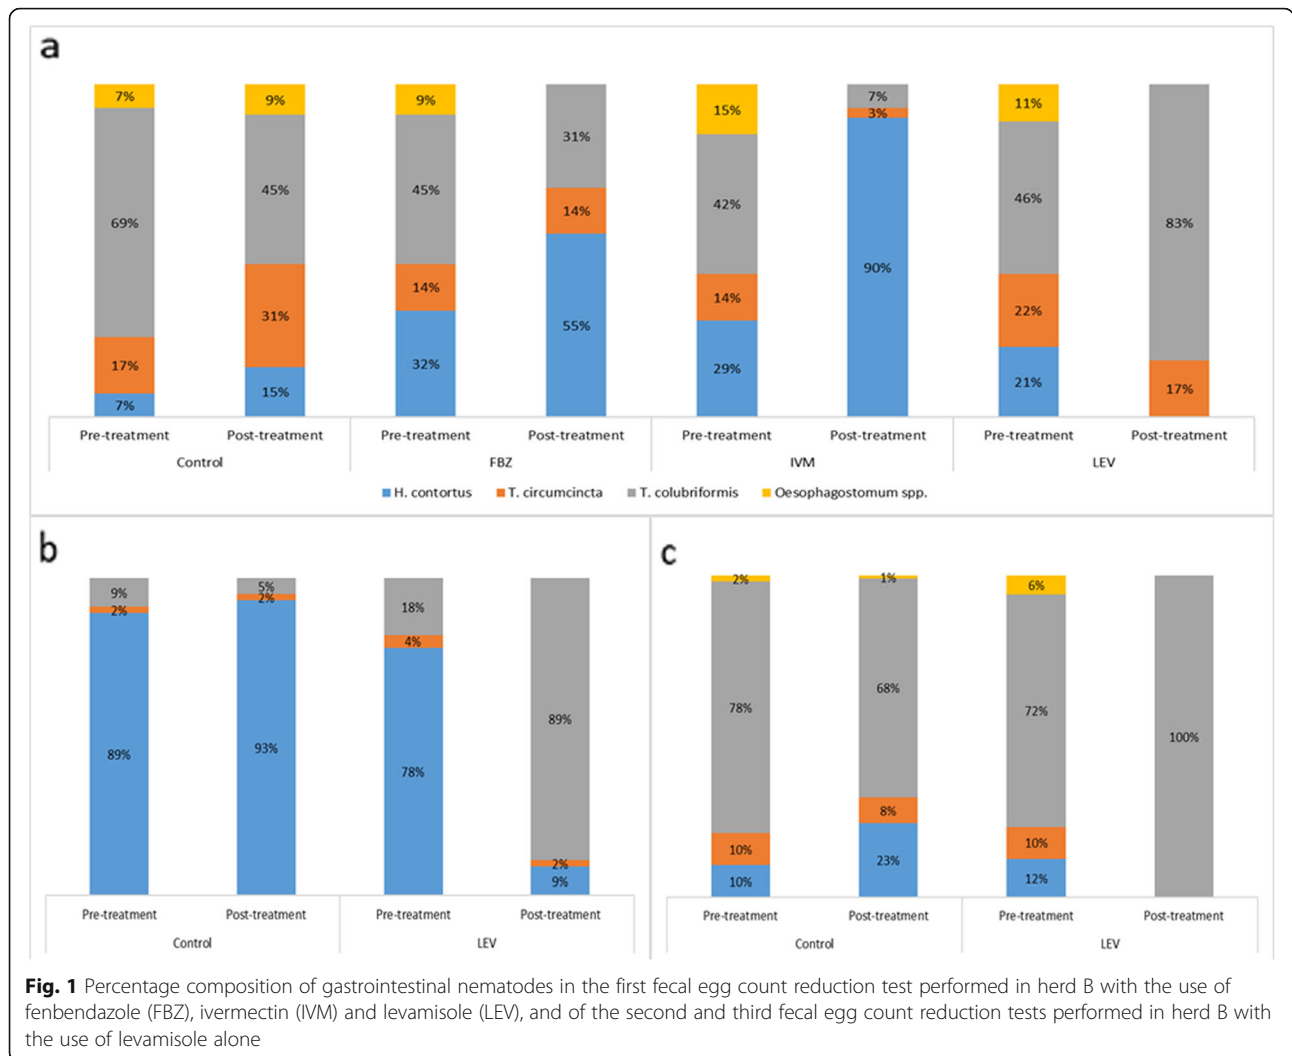 a
7% 9% 9% 15% 7% 11%
3%
31%
69% 45% 45% 42% 46% 83%
14%
17% 31% 14% 14% 90% 22%
55%
7% 15% 32% 29% 21% 17%
Pre-treatment Post-treatment Pre-treatment Post-treatment Pre-treatment Post-treatment Pre-treatment Post-treatment
Control FBZ IVM LEV
H. contortus T. circumcincta T. colubriformis Oesophagostomum spp.
b
9% 5% 18%
2% 2% 4%
89% 93% 78% 89%
2%
9%
Pre-treatment Post-treatment Pre-treatment Post-treatment
Control LEV
c
2% 1% 6%
78% 68% 72% 100%
10% 8% 10%
10% 23% 12%
Pre-treatment Post-treatment Pre-treatment Post-treatment
Control LEV
Fig. 1 Percentage composition of gastrointestinal nematodes in the first fecal egg count reduction test performed in herd B with the use of
fenbendazole (FBZ), ivermectin (IVM) and levamisole (LEV), and of the second and third fecal egg count reduction tests performed in herd B with
the use of levamisole alone